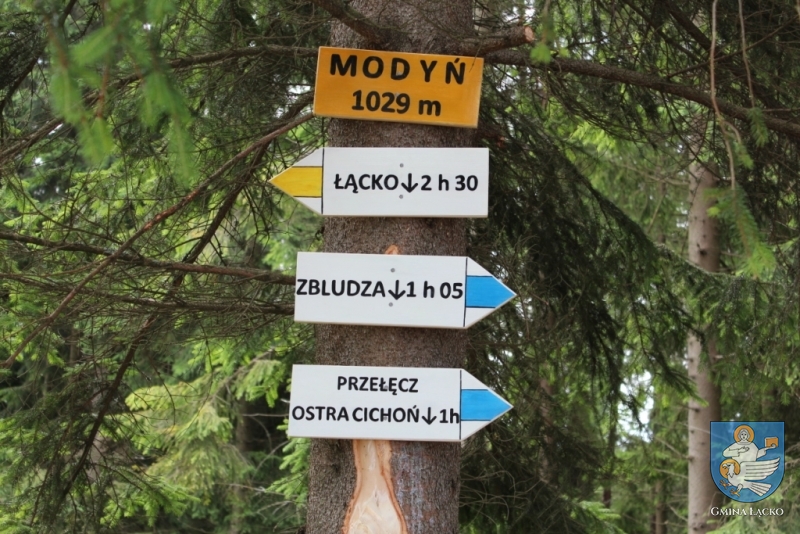 MODYŃ
1029 m
ŁĄCKO↓2 h 30
ZBLUDZA↓1 h 05
PRZEŁĘCZ
OSTRA CICHOŃ↓1h
GMINA ŁĄCKO